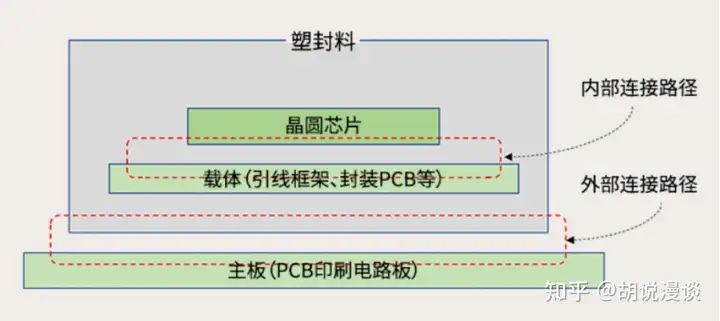 塑封料
内部连接路径
晶圆芯片
载体(引线框架、封装PCB等)
外部连接路径
主板(PCB印刷电路板)
知乎 @胡说漫谈